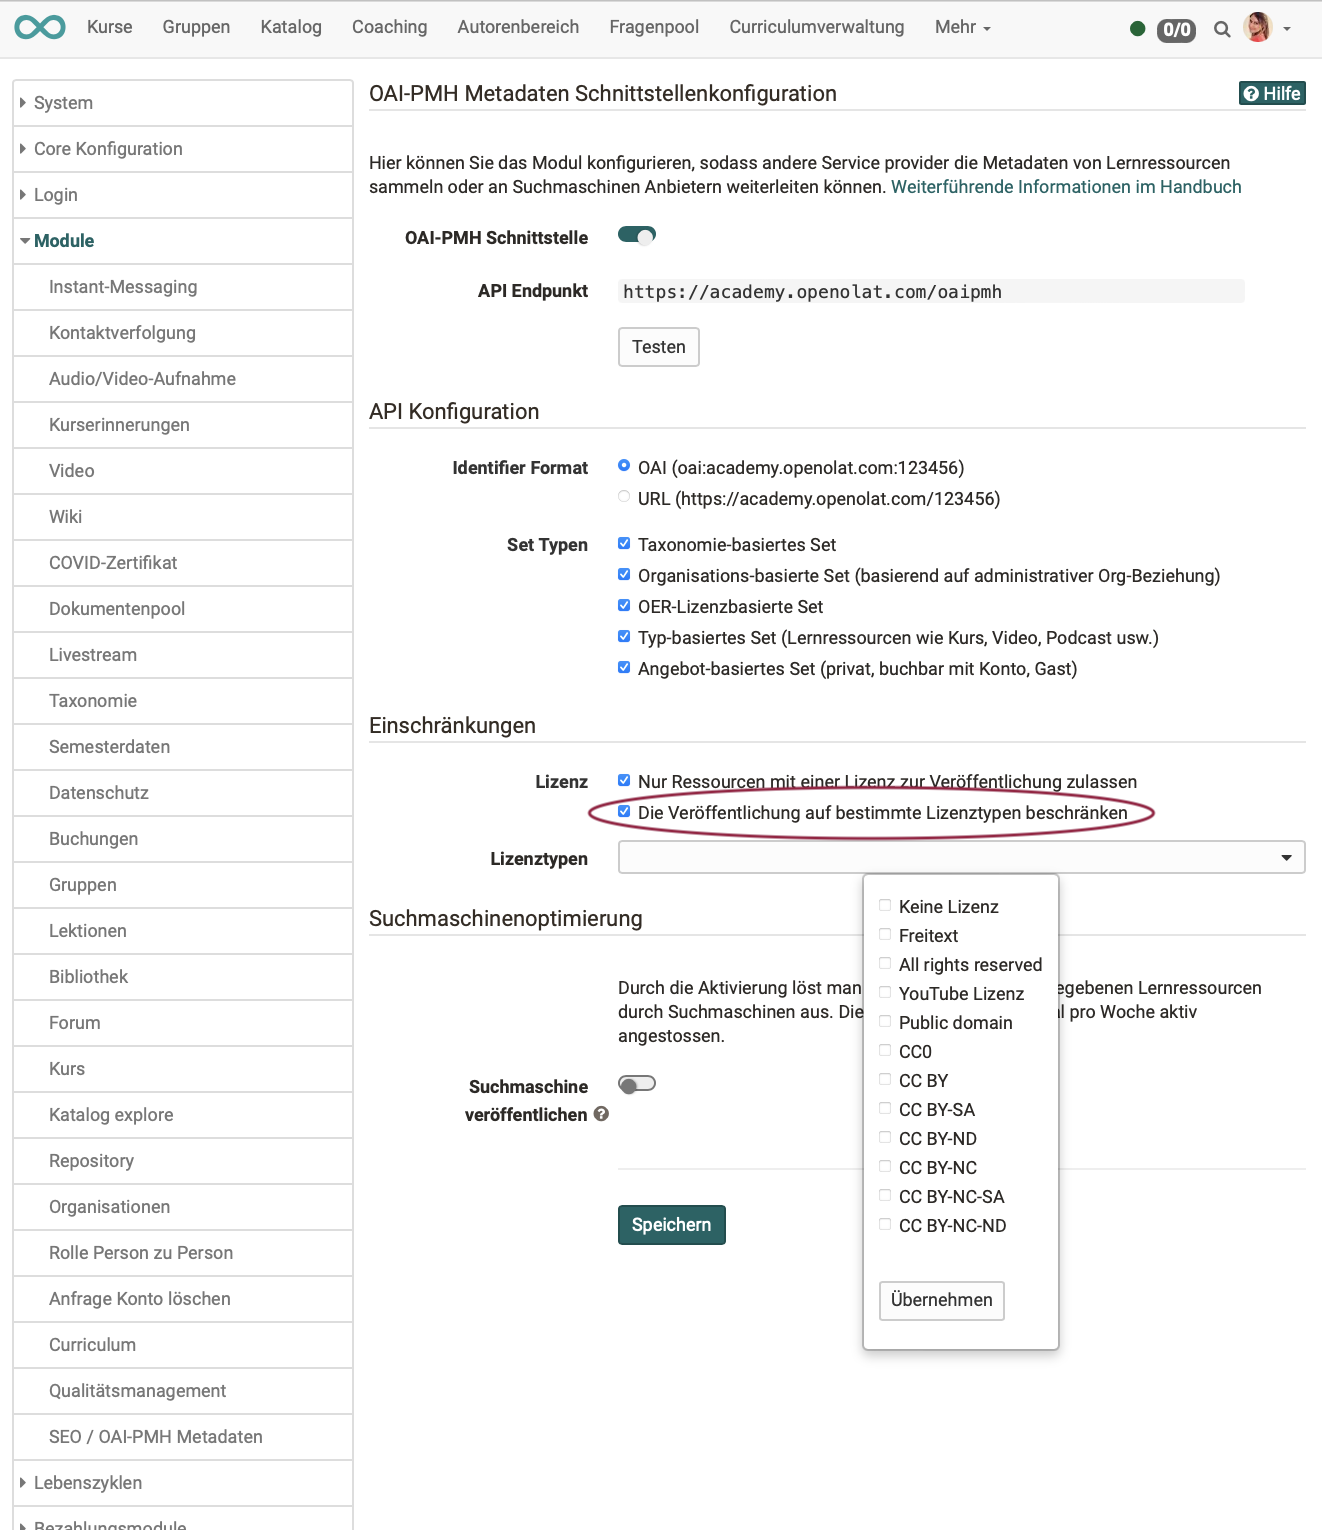 Kurse Gruppen Katalog Coaching Autorenbereich Fragenpool Curriculumverwaltung Mehr 0/0
System
Core Konfiguration
Login
Module
Instant-Messaging
Kontaktverfolgung
Audio/Video-Aufnahme
Kurserinnerungen
Video
Wiki
COVID-Zertifikat
Dokumentenpool
Livestream
Taxonomie
Semesterdaten
Datenschutz
Buchungen
Gruppen
Lektionen
Bibliothek
Forum
Kurs
Katalog explore
Repository
Organisationen
Rolle Person zu Person
Anfrage Konto löschen
Curriculum
Qualitätsmanagement
SEO / OAI-PMH Metadaten
Lebenszyklen
Bezahlungsmodule
OAI-PMH Metadaten Schnittstellenkonfiguration
Hilfe
Hier können Sie das Modul konfigurieren, sodass andere Service provider die Metadaten von Lernressourcen
sammeln oder an Suchmaschinen Anbietern weiterleiten können. Weiterführende Informationen im Handbuch
OAI-PMH Schnittstelle
API Endpunkt https://academy.openolat.com/oaipmh
Testen
API Konfiguration
Identifier Format OAI (oai:academy.openolat.com:123456)
URL (https://academy.openolat.com/123456)
Set Typen Taxonomie-basiertes Set
Organisations-basierte Set (basierend auf administrativer Org-Beziehung)
OER-Lizenzbasierte Set
Typ-basiertes Set (Lernressourcen wie Kurs, Video, Podcast usw.)
Angebot-basiertes Set (privat, buchbar mit Konto, Gast)
Einschränkungen
Lizenz Nur Ressourcen mit einer Lizenz zur Veröffentlichung zulassen
Die Veröffentlichung auf bestimmte Lizenztypen beschränken
Lizenztypen
Keine Lizenz
Freitext
All rights reserved
YouTube Lizenz
Public domain
CC0
CC BY
CC BY-SA
CC BY-ND
CC BY-NC
CC BY-NC-SA
CC BY-NC-ND
Übernehmen
Suchmaschinenoptimierung
Durch die Aktivierung löst man egebenen Lernressourcen
durch Suchmaschinen aus. Die l pro Woche aktiv
angestossen.
Suchmaschine
veröffentlichen
Speichern